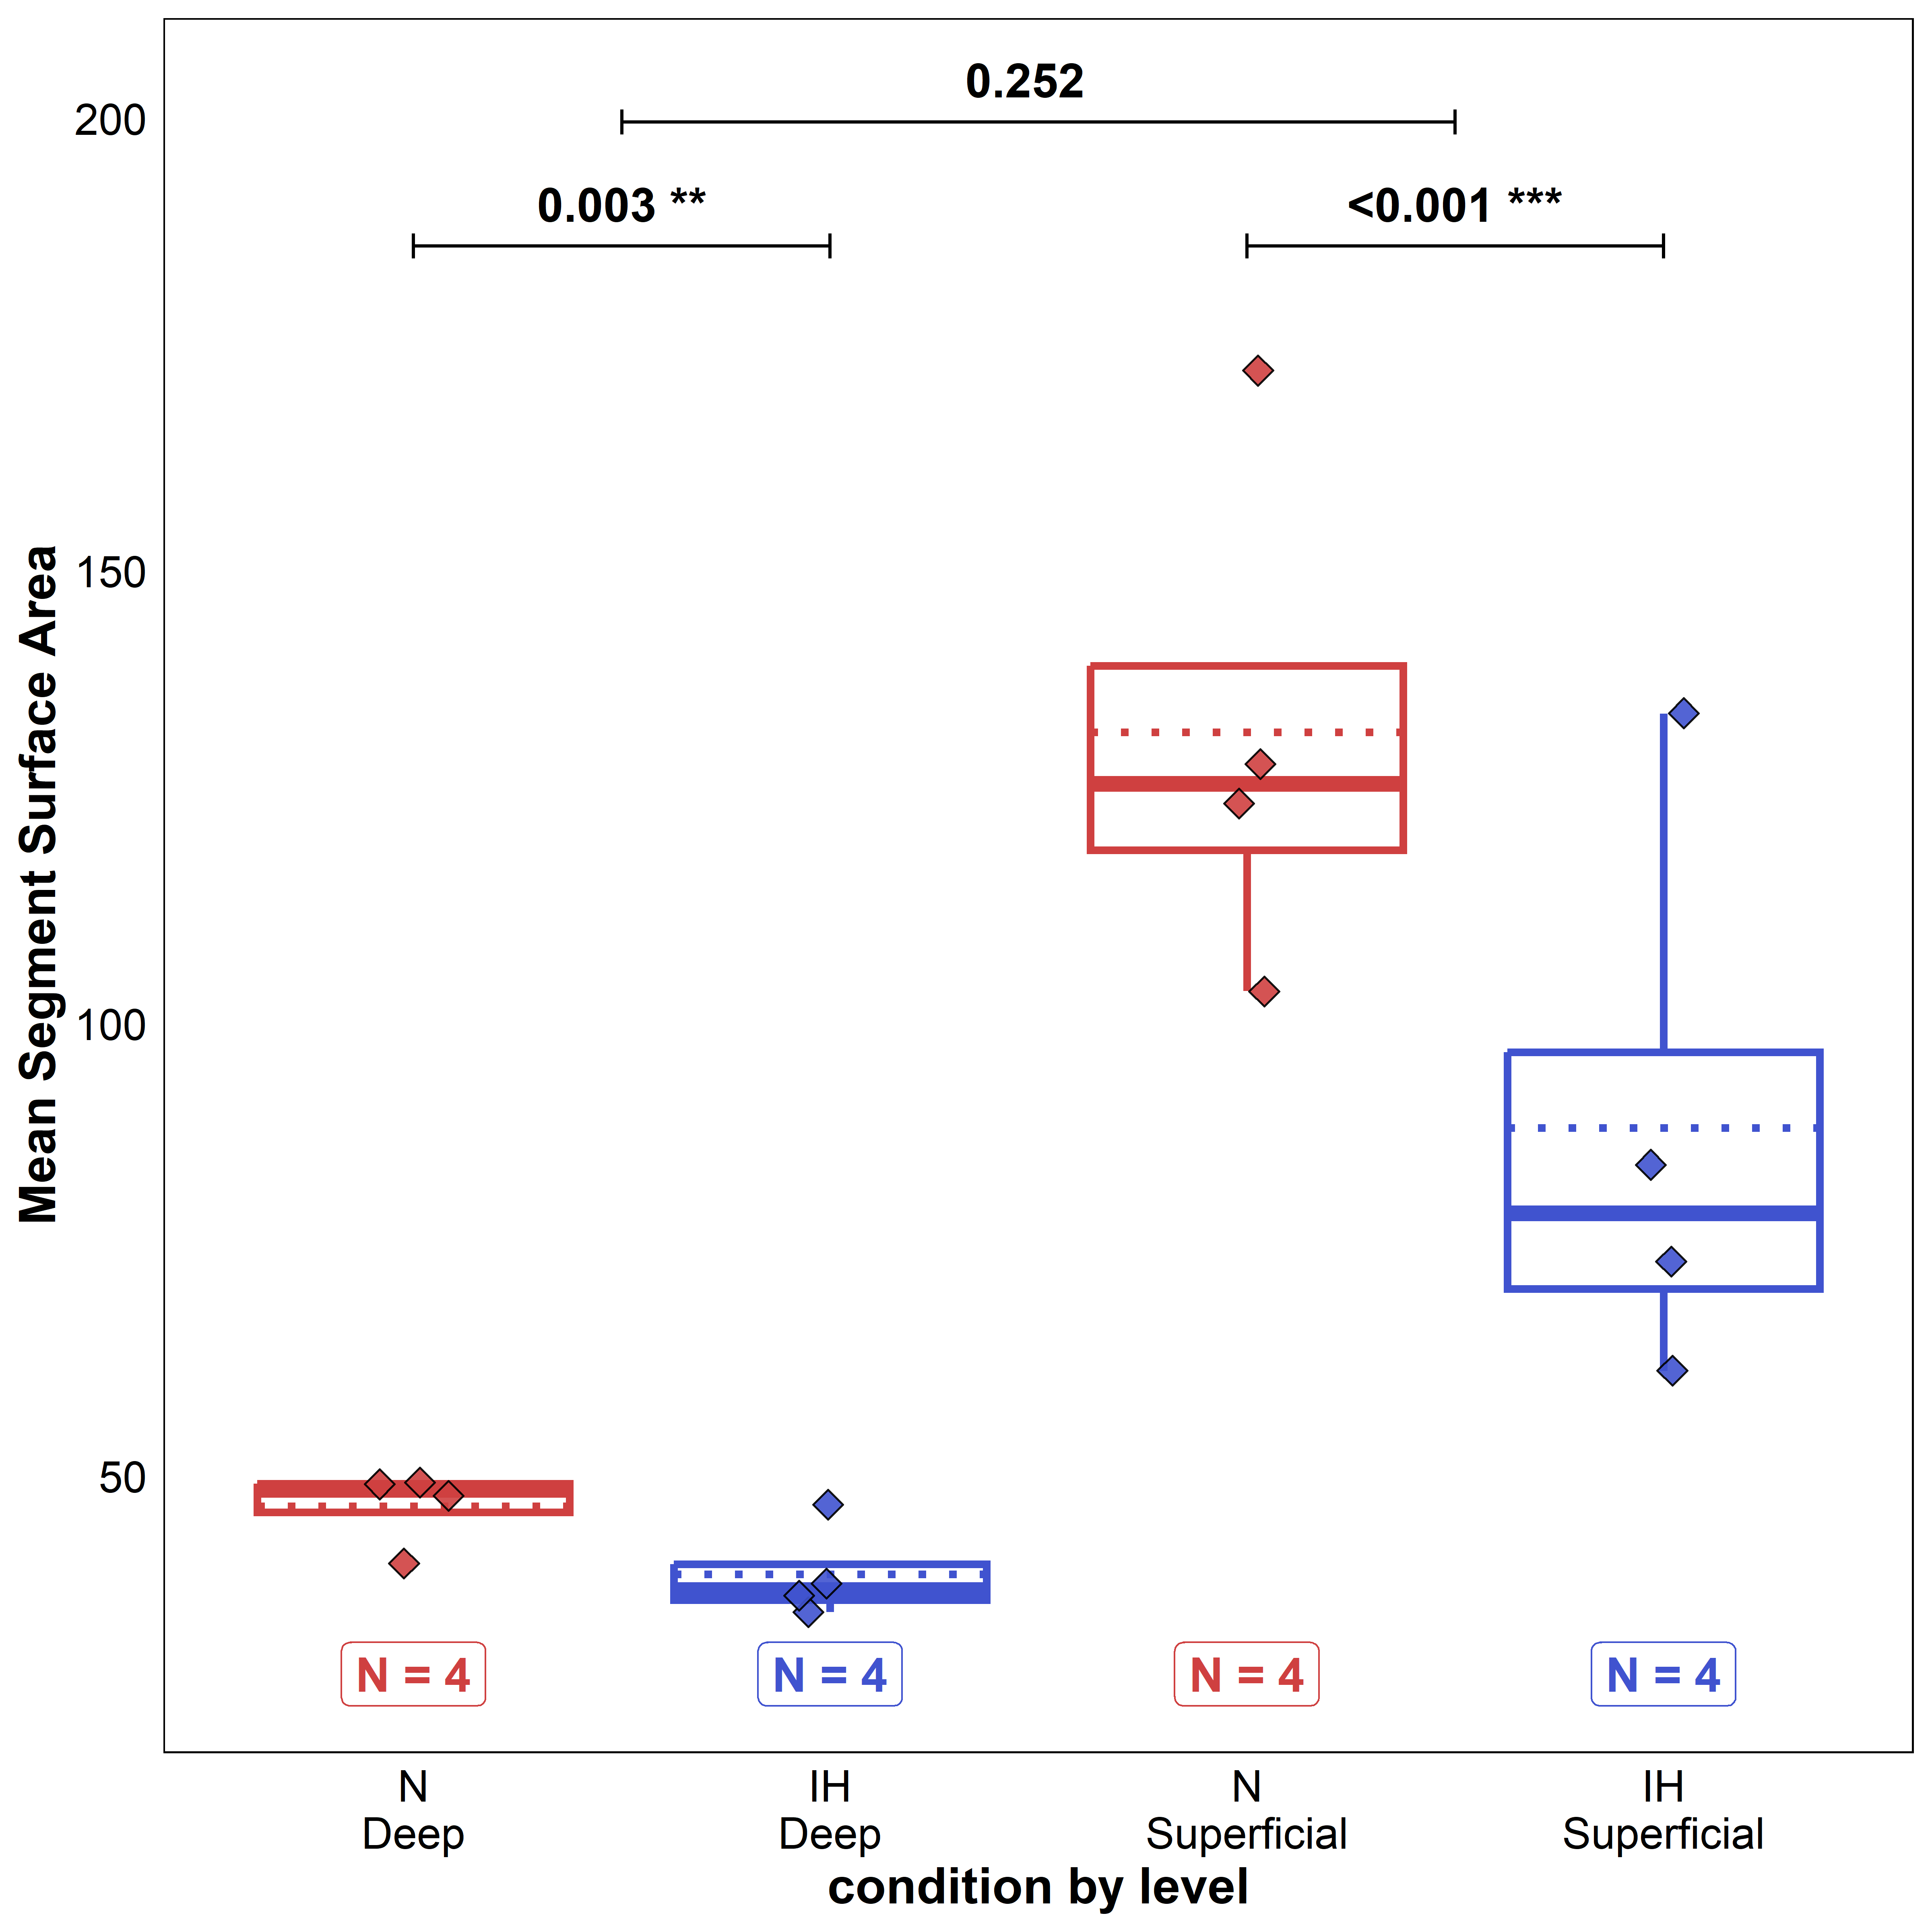 0.252
200
0.003 **
<0.001 ***
150
100
50
Mean Segment Surface Area
N = 4
N = 4
N = 4
N = 4
N
Deep
IH
Deep
N
Superficial
IH
Superficial
condition by level